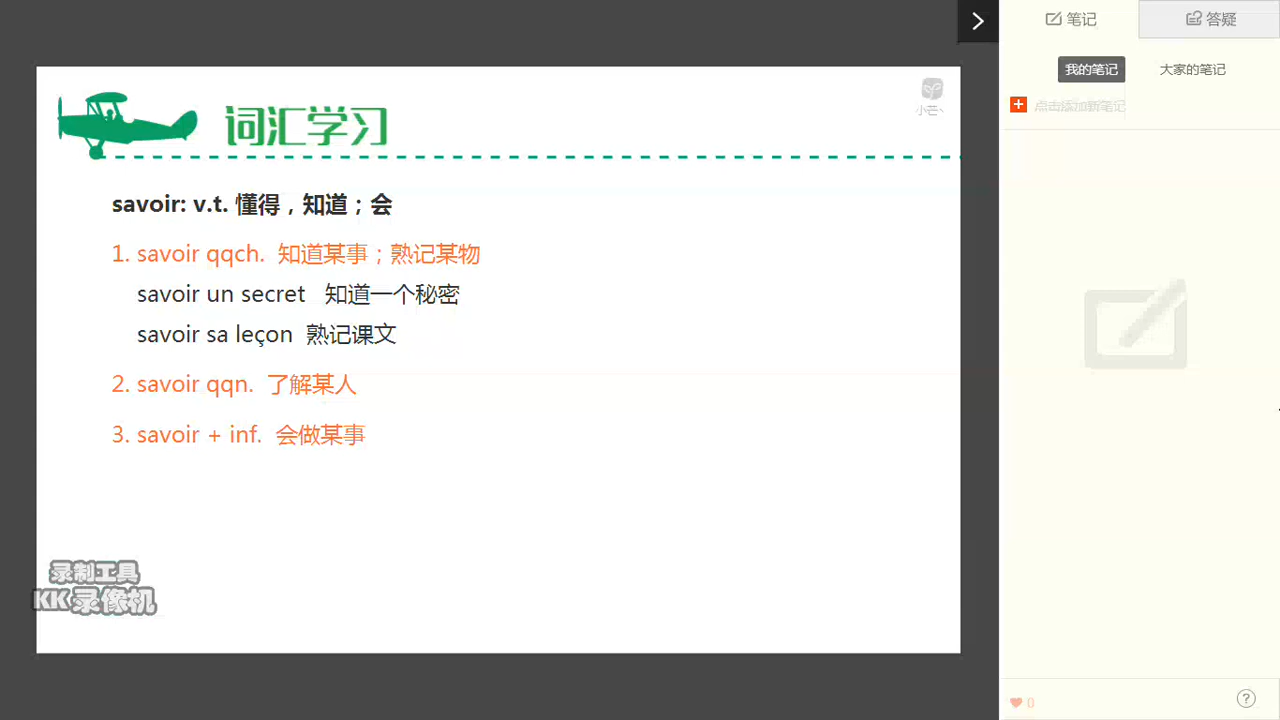 笔记
答疑
我的笔记
大家的笔记
点击添加新笔记
词汇学习
savoir: v.t. 懂得，知道；会
1. savoir qqch. 知道某事；熟记某物
savoir un secret 知道一个秘密
savoir sa leçon 熟记课文
2. savoir qqn. 了解某人
3. savoir + inf. 会做某事
录制工具
KK录像机
0
?